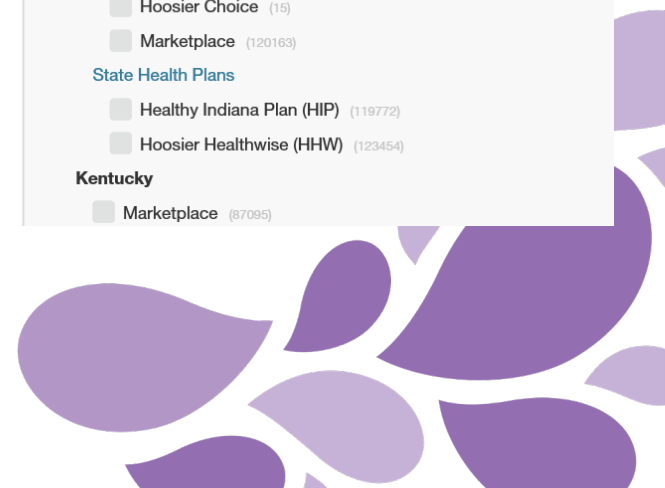 Hoosier Choice (15)
Marketplace (120163)
State Health Plans
Healthy Indiana Plan (HIP) (119772)
Hoosier Healthwise (HHW) (123454)
Kentucky
Marketplace (87095)